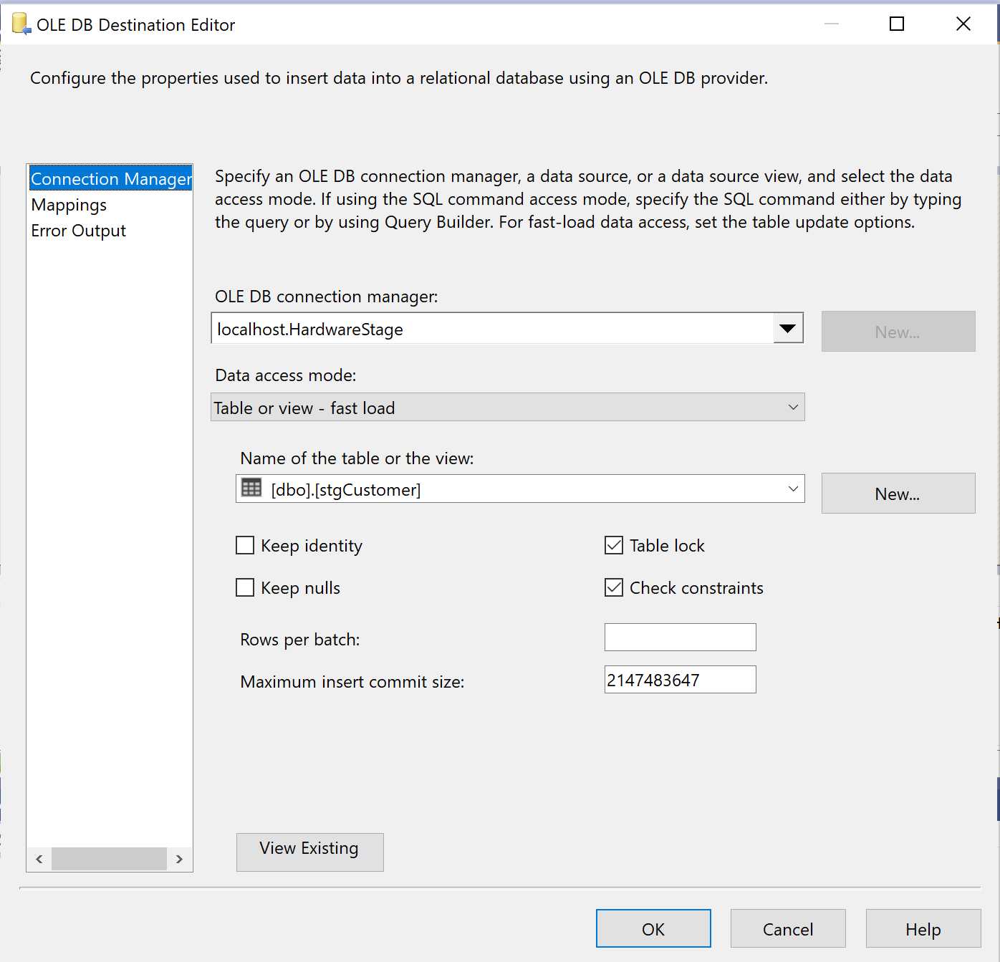 OLE DB Destination Editor
Configure the properties used to insert data into a relational database using an OLE DB provider.
Connection Manager
Mappings
Error Output
Specify an OLE DB connection manager, a data source, or a data source view, and select the data
access mode. If using the SQL command access mode, specify the SQL command either by typing
the query or by using Query Builder. For fast-load data access, set the table update options.
OLE DB connection manager:
localhost.HardwareStage
New...
Data access mode:
Table or view - fast load
Name of the table or the view:
[dbo].[stgCustomer]
New...
Keep identity
Table lock
Keep nulls
Check constraints
Rows per batch:
Maximum insert commit size:
2147483647
View Existing
OK
Cancel
Help